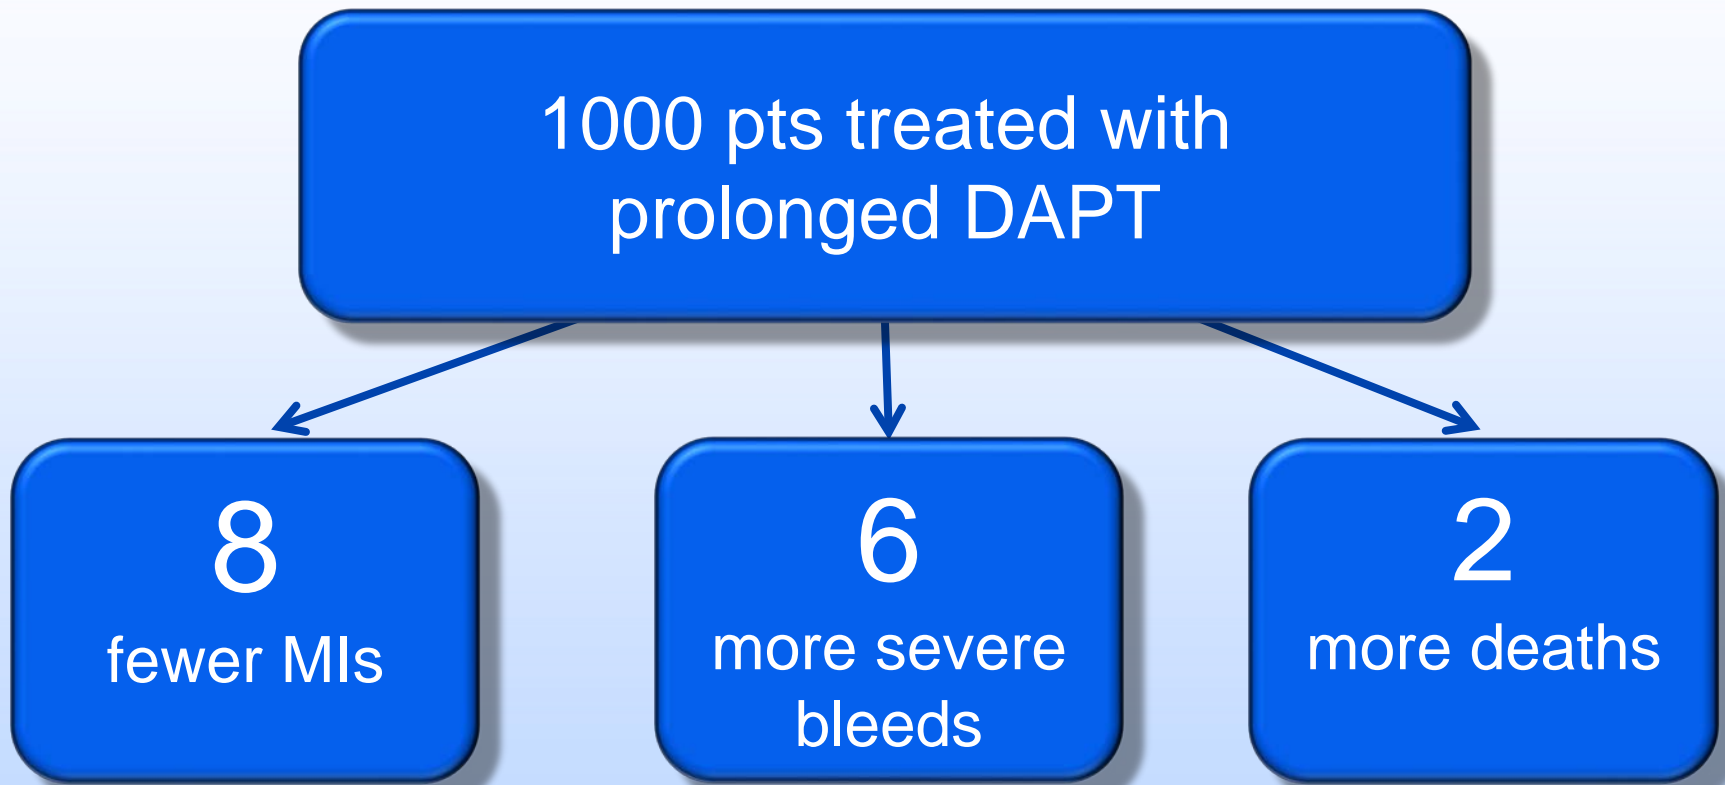 1000 pts treated with
prolonged DAPT
8
fewer MIs
6
more severe
bleeds
2
more deaths